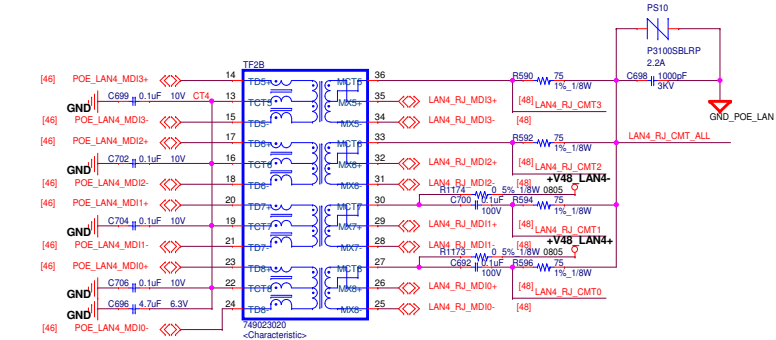 PS10
P3100SBLRP
2.2A
C698 1000pF
3KV
GND_POE_LAN
LAN4_RJ_CMT_ALL
TF2B
[46] POE_LAN4_MDI3+ 14 TD5+ MCT5 36 R590 75
1%_1/8W
C699 0.1uF 10V CT4 13 TCT5 MX5+ 35 LAN4_RJ_MDI3+ [48]
LAN4_RJ_CMT3
GND
[46] POE_LAN4_MDI3- 15 TD5- MX5- 34 LAN4_RJ_MDI3- [48]
[46] POE_LAN4_MDI2+ 17 TD6+ MCT6 33 R592 75
1%_1/8W
C702 0.1uF 10V 16 TCT6 MX6+ 32 LAN4_RJ_MDI2+ [48]
LAN4_RJ_CMT2
GND
[46] POE_LAN4_MDI2- 18 TD6- MX6- 31 LAN4_RJ_MDI2- [48]
+V48_LAN4-
R1174 0 5%_1/8W 0805
[46] POE_LAN4_MDI1+ 20 TD7+ MCT7 30 C700 0.1uF R594 75
100V 1%_1/8W
C704 0.1uF 10V 19 TCT7 MX7+ 29 LAN4_RJ_MDI1+ [48]
LAN4_RJ_CMT1
GND
[46] POE_LAN4_MDI1- 21 TD7- MX7- 28 LAN4_RJ_MDI1- [48]
+V48_LAN4+
R1173 0 5%_1/8W 0805
[46] POE_LAN4_MDI0+ 23 TD8+ MCT8 27 C692 0.1uF R596 75
100V 1%_1/8W
C706 0.1uF 10V 22 TCT8 MX8+ 26 LAN4_RJ_MDI0+ [48]
LAN4_RJ_CMT0
GND
C696 4.7uF 6.3V 24 TD8- MX8- 25 LAN4_RJ_MDI0- [48]
GND
[46] POE_LAN4_MDI0-
749023020
<Characteristic>